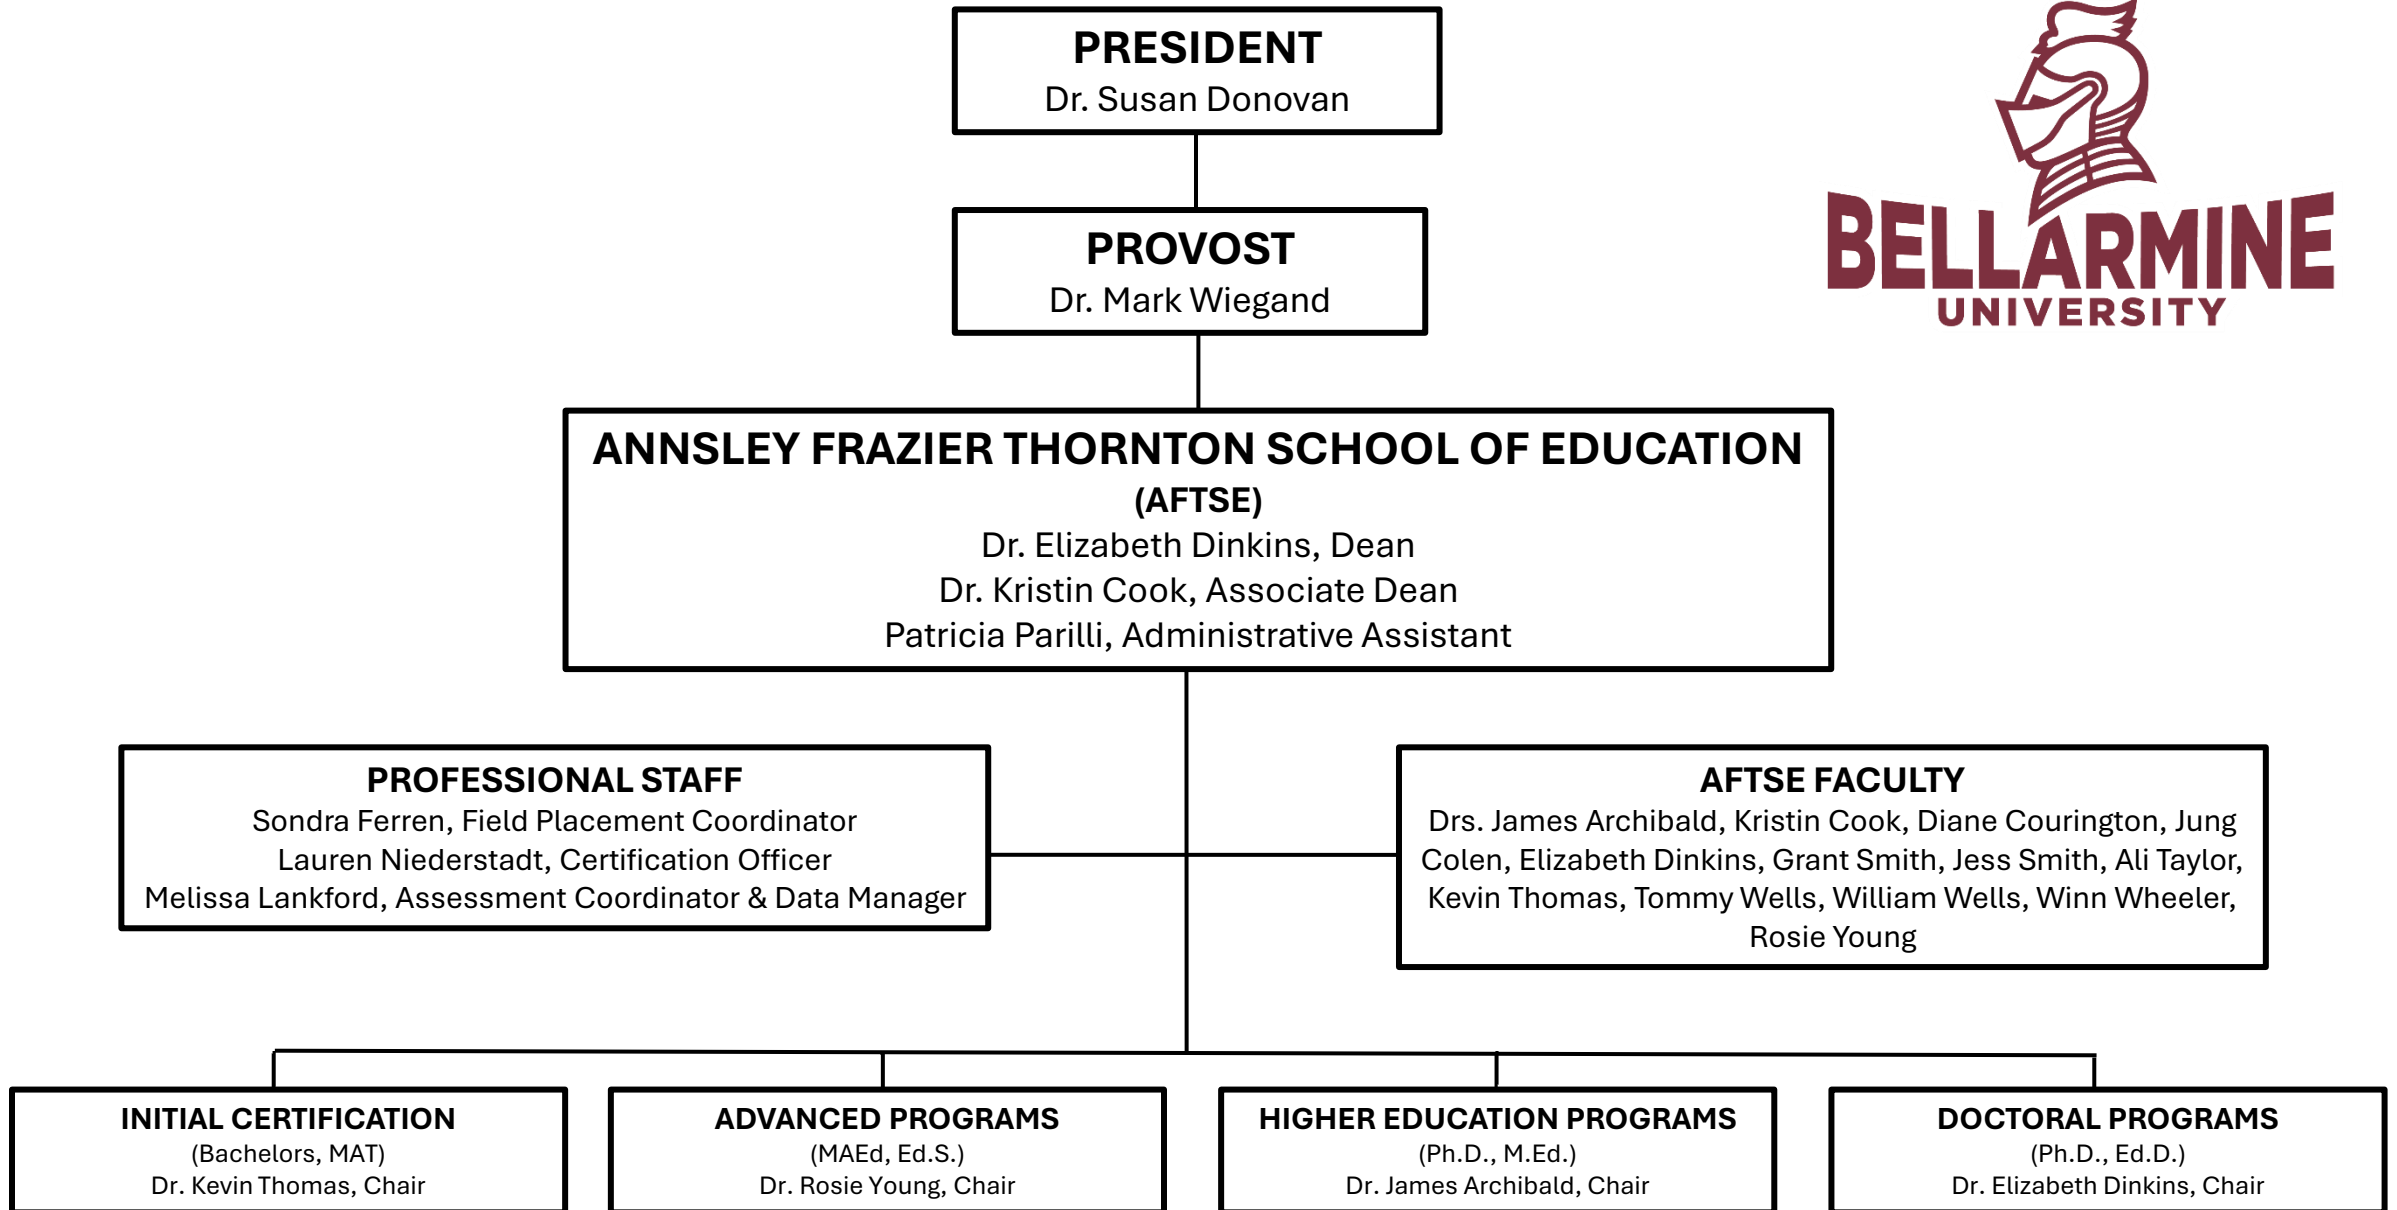 PRESIDENT
Dr. Susan Donovan
BELLARMINE
UNIVERSITY
PROVOST
Dr. Mark Wiegand
ANNSLEY FRAZIER THORNTON SCHOOL OF EDUCATION
(AFTSE)
Dr. Elizabeth Dinkins, Dean
Dr. Kristin Cook, Associate Dean
Patricia Parilli, Administrative Assistant
PROFESSIONAL STAFF
Sondra Ferren, Field Placement Coordinator
Lauren Niederstadt, Certification Officer
Melissa Lankford, Assessment Coordinator & Data Manager
AFTSE FACULTY
Drs. James Archibald, Kristin Cook, Diane Courington, Jung
Colen, Elizabeth Dinkins, Grant Smith, Jess Smith, Ali Taylor,
Kevin Thomas, Tommy Wells, William Wells, Winn Wheeler,
Rosie Young
INITIAL CERTIFICATION
(Bachelors, MAT)
Dr. Kevin Thomas, Chair
ADVANCED PROGRAMS
(MAEd, Ed.S.)
Dr. Rosie Young, Chair
HIGHER EDUCATION PROGRAMS
(Ph.D., M.Ed.)
Dr. James Archibald, Chair
DOCTORAL PROGRAMS
(Ph.D., Ed.D.)
Dr. Elizabeth Dinkins, Chair